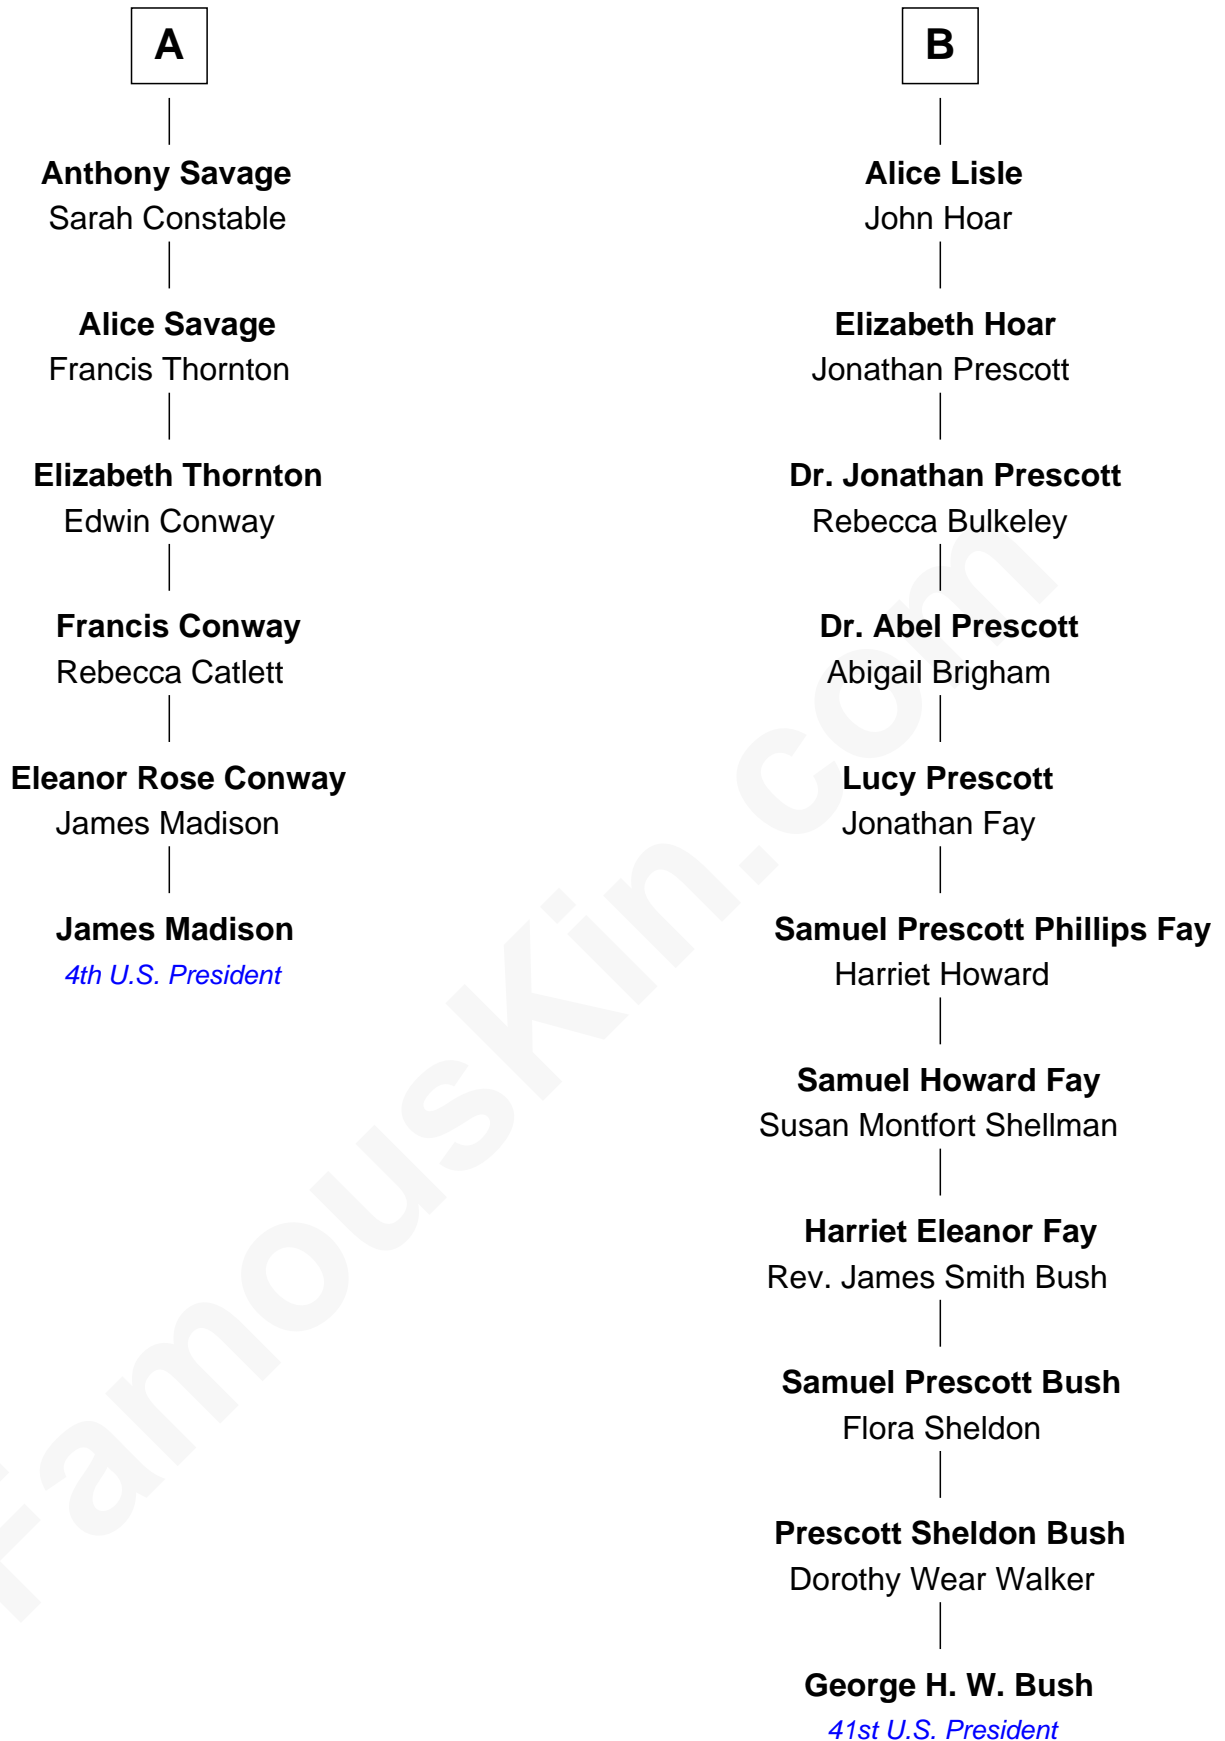 A
Anthony Savage
Sarah Constable
Alice Savage
Francis Thornton
Elizabeth Thornton
Edwin Conway
Francis Conway
Rebecca Catlett
Eleanor Rose Conway
James Madison
James Madison
4th U.S. President
B
Alice Lisle
John Hoar
Elizabeth Hoar
Jonathan Prescott
Dr. Jonathan Prescott
Rebecca Bulkeley
Dr. Abel Prescott
Abigail Brigham
Lucy Prescott
Jonathan Fay
Samuel Prescott Phillips Fay
Harriet Howard
Samuel Howard Fay
Susan Montfort Shellman
Harriet Eleanor Fay
Rev. James Smith Bush
Samuel Prescott Bush
Flora Sheldon
Prescott Sheldon Bush
Dorothy Wear Walker
George H. W. Bush
41st U.S. President
FamousKin.com